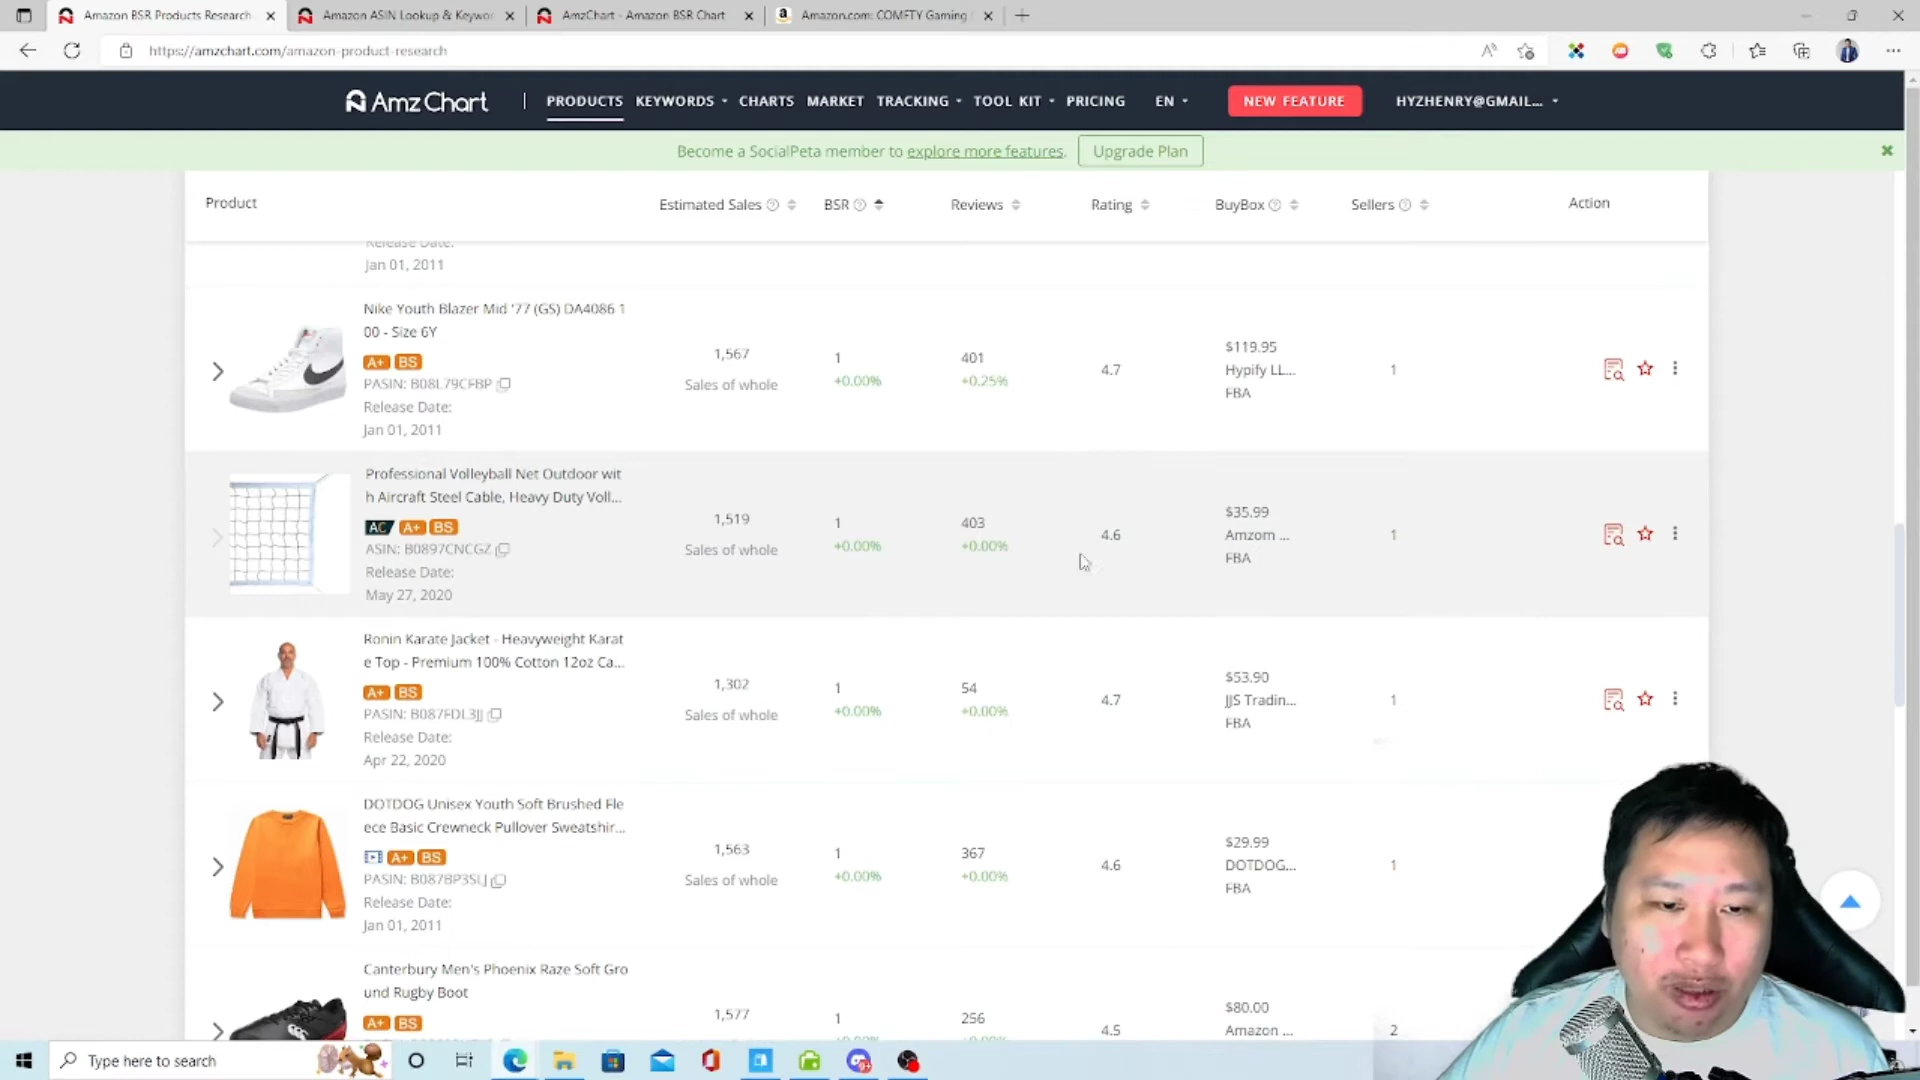 Amazon BSR Products Research
Amazon ASIN Lookup & Keywor
AmzChart - Amazon BSR Chart
Amazon.com: COMFTY Gaming
https://amzchart.com/amazon-product-research
AmzChart
PRODUCTS
KEYWORDS
CHARTS
MARKET
TRACKING
TOOL KIT
PRICING
EN
NEW FEATURE
HYZHENRY@GMAIL...
Become a SocialPeta member to explore more features.
Upgrade Plan
Product
Estimated Sales
BSR
Reviews
Rating
BuyBox
Sellers
Action
Release Date:
Jan 01, 2011
Nike Youth Blazer Mid '77 (GS) DA4086 1
00 - Size 6Y
A+ BS
PASIN: B08L79CFBP
Release Date:
Jan 01, 2011
1,567
Sales of whole
1
+0.00%
401
+0.25%
4.7
$119.95
Hypify LL...
FBA
1
Professional Volleyball Net Outdoor wit
h Aircraft Steel Cable, Heavy Duty Voll...
AC A+ BS
ASIN: B0897CNCGZ
Release Date:
May 27, 2020
1,519
Sales of whole
1
+0.00%
403
+0.00%
4.6
$35.99
Amzom ...
FBA
1
Ronin Karate Jacket - Heavyweight Karat
e Top - Premium 100% Cotton 12oz Ca...
A+ BS
PASIN: B087FDL3JJ
Release Date:
Apr 22, 2020
1,302
Sales of whole
1
+0.00%
54
+0.00%
4.7
$53.90
JJS Tradin...
FBA
1
DOTDOG Unisex Youth Soft Brushed Fle
ece Basic Crewneck Pullover Sweatshir...
A+ BS
PASIN: B087BP3SLJ
Release Date:
Jan 01, 2011
1,563
Sales of whole
1
+0.00%
367
+0.00%
4.6
$29.99
DOTDOG...
FBA
1
Canterbury Men's Phoenix Raze Soft Gro
und Rugby Boot
A+ BS
1,577
1
256
4.5
$80.00
Amazon ...
2
Type here to search